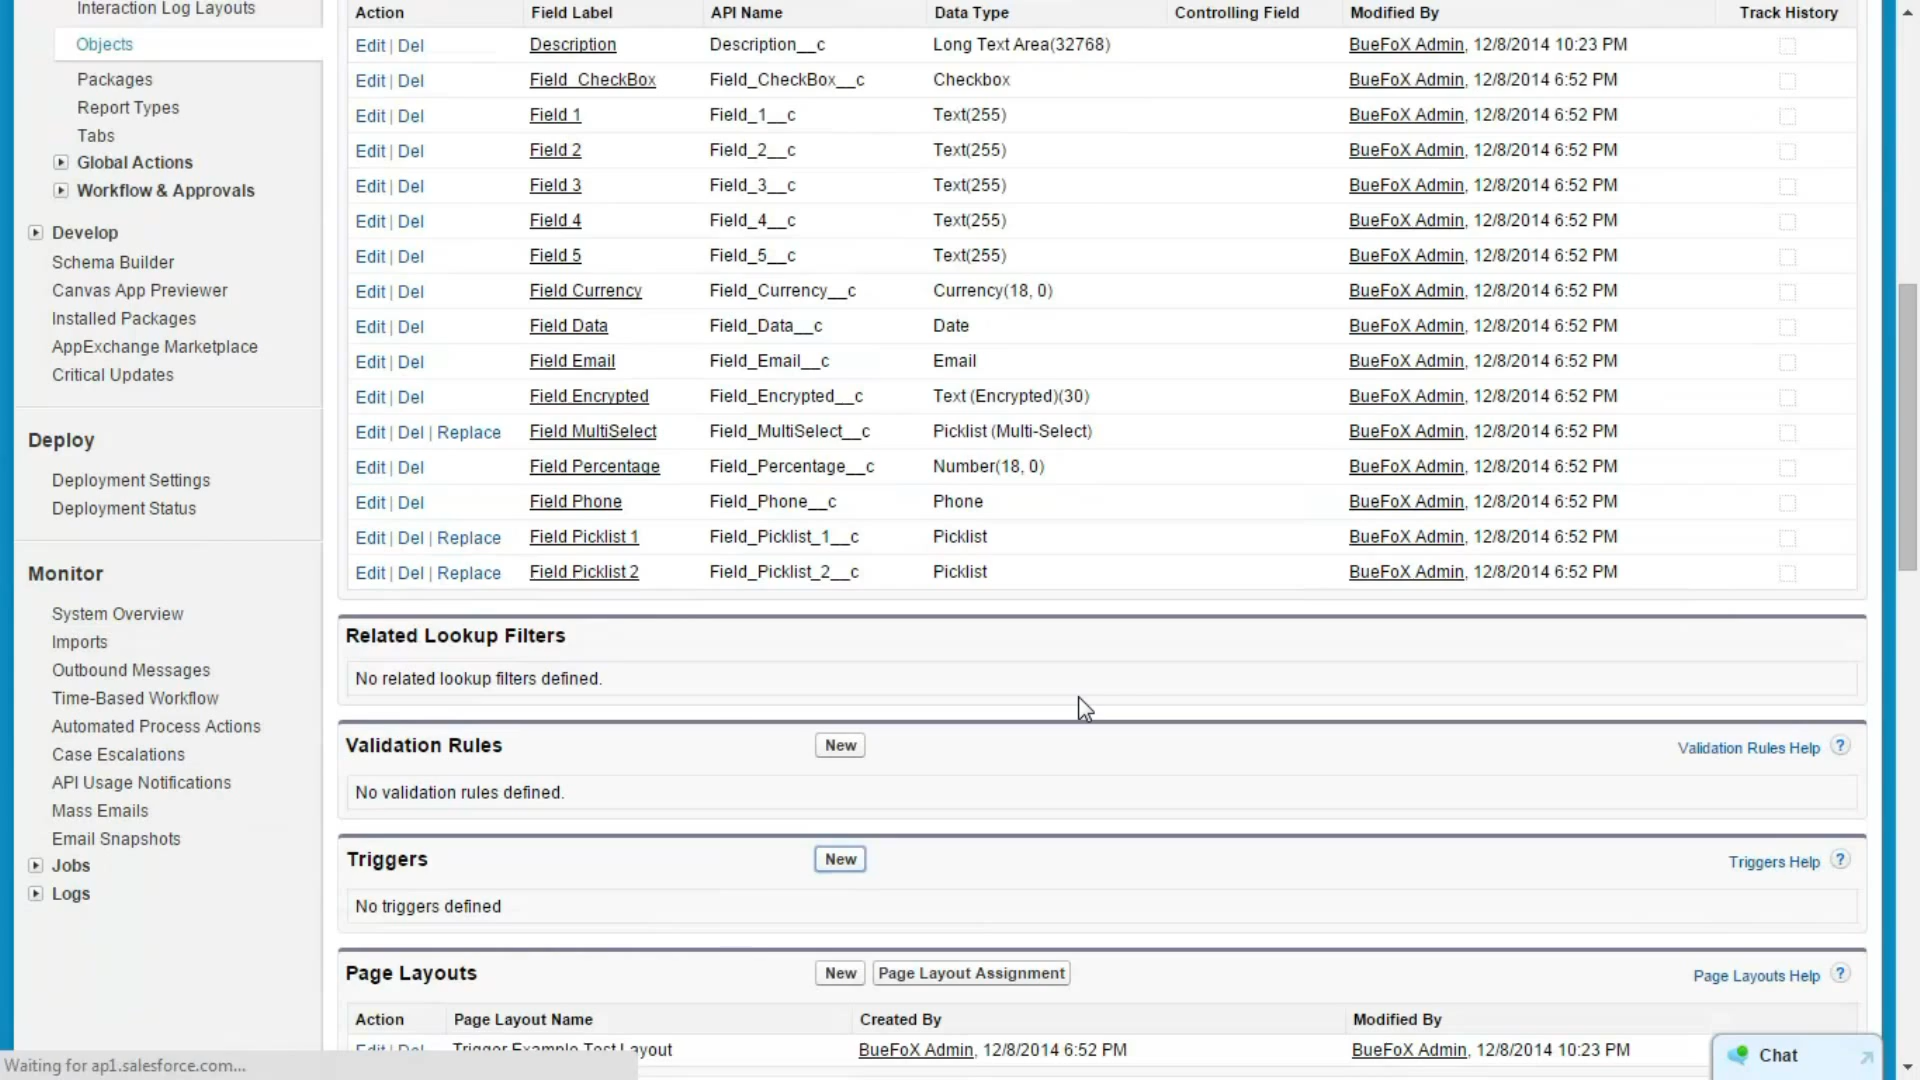 Interaction Log Layouts
Objects
Packages
Report Types
Tabs
Global Actions
Workflow & Approvals
Develop
Schema Builder
Canvas App Previewer
Installed Packages
AppExchange Marketplace
Critical Updates
Deploy
Deployment Settings
Deployment Status
Monitor
System Overview
Imports
Outbound Messages
Time-Based Workflow
Automated Process Actions
Case Escalations
API Usage Notifications
Mass Emails
Email Snapshots
Jobs
Logs
Action Field Label API Name Data Type Controlling Field Modified By Track History
Edit | Del Description Description__c Long Text Area(32768) BueFoX Admin, 12/8/2014 10:23 PM
Edit | Del Field_CheckBox Field_CheckBox__c Checkbox BueFoX Admin, 12/8/2014 6:52 PM
Edit | Del Field 1 Field_1__c Text(255) BueFoX Admin, 12/8/2014 6:52 PM
Edit | Del Field 2 Field_2__c Text(255) BueFoX Admin, 12/8/2014 6:52 PM
Edit | Del Field 3 Field_3__c Text(255) BueFoX Admin, 12/8/2014 6:52 PM
Edit | Del Field 4 Field_4__c Text(255) BueFoX Admin, 12/8/2014 6:52 PM
Edit | Del Field 5 Field_5__c Text(255) BueFoX Admin, 12/8/2014 6:52 PM
Edit | Del Field Currency Field_Currency__c Currency(18, 0) BueFoX Admin, 12/8/2014 6:52 PM
Edit | Del Field Data Field_Data__c Date BueFoX Admin, 12/8/2014 6:52 PM
Edit | Del Field Email Field_Email__c Email BueFoX Admin, 12/8/2014 6:52 PM
Edit | Del Field Encrypted Field_Encrypted__c Text (Encrypted)(30) BueFoX Admin, 12/8/2014 6:52 PM
Edit | Del | Replace Field MultiSelect Field_MultiSelect__c Picklist (Multi-Select) BueFoX Admin, 12/8/2014 6:52 PM
Edit | Del Field Percentage Field_Percentage__c Number(18, 0) BueFoX Admin, 12/8/2014 6:52 PM
Edit | Del Field Phone Field_Phone__c Phone BueFoX Admin, 12/8/2014 6:52 PM
Edit | Del | Replace Field Picklist 1 Field_Picklist_1__c Picklist BueFoX Admin, 12/8/2014 6:52 PM
Edit | Del | Replace Field Picklist 2 Field_Picklist_2__c Picklist BueFoX Admin, 12/8/2014 6:52 PM
Related Lookup Filters
No related lookup filters defined.
Validation Rules New Validation Rules Help ?
No validation rules defined.
Triggers New Triggers Help ?
No triggers defined
Page Layouts New Page Layout Assignment Page Layouts Help ?
Action Page Layout Name Created By Modified By
Edit | Del Trigger Example Test Layout BueFoX Admin, 12/8/2014 6:52 PM BueFoX Admin, 12/8/2014 10:23 PM
Waiting for ap1.salesforce.com...
Chat